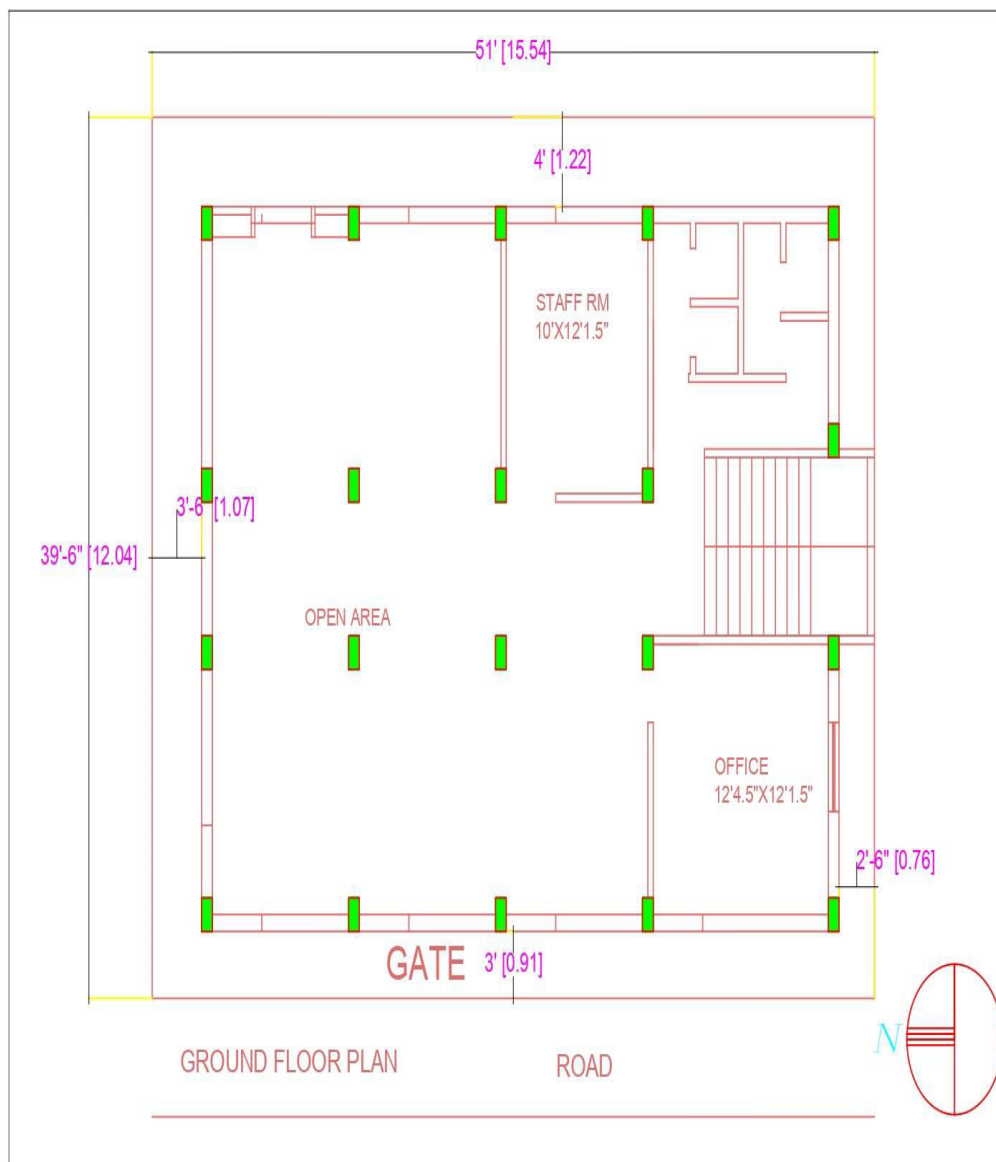 51' [15.54]
4' [1.22]
STAFF RM
10'X12'1.5"
3'-6" [1.07]
39'-6" [12.04]
OPEN AREA
OFFICE
12'4.5"X12'1.5"
2'-6" [0.76]
GATE
3' [0.91]
N
GROUND FLOOR PLAN
ROAD